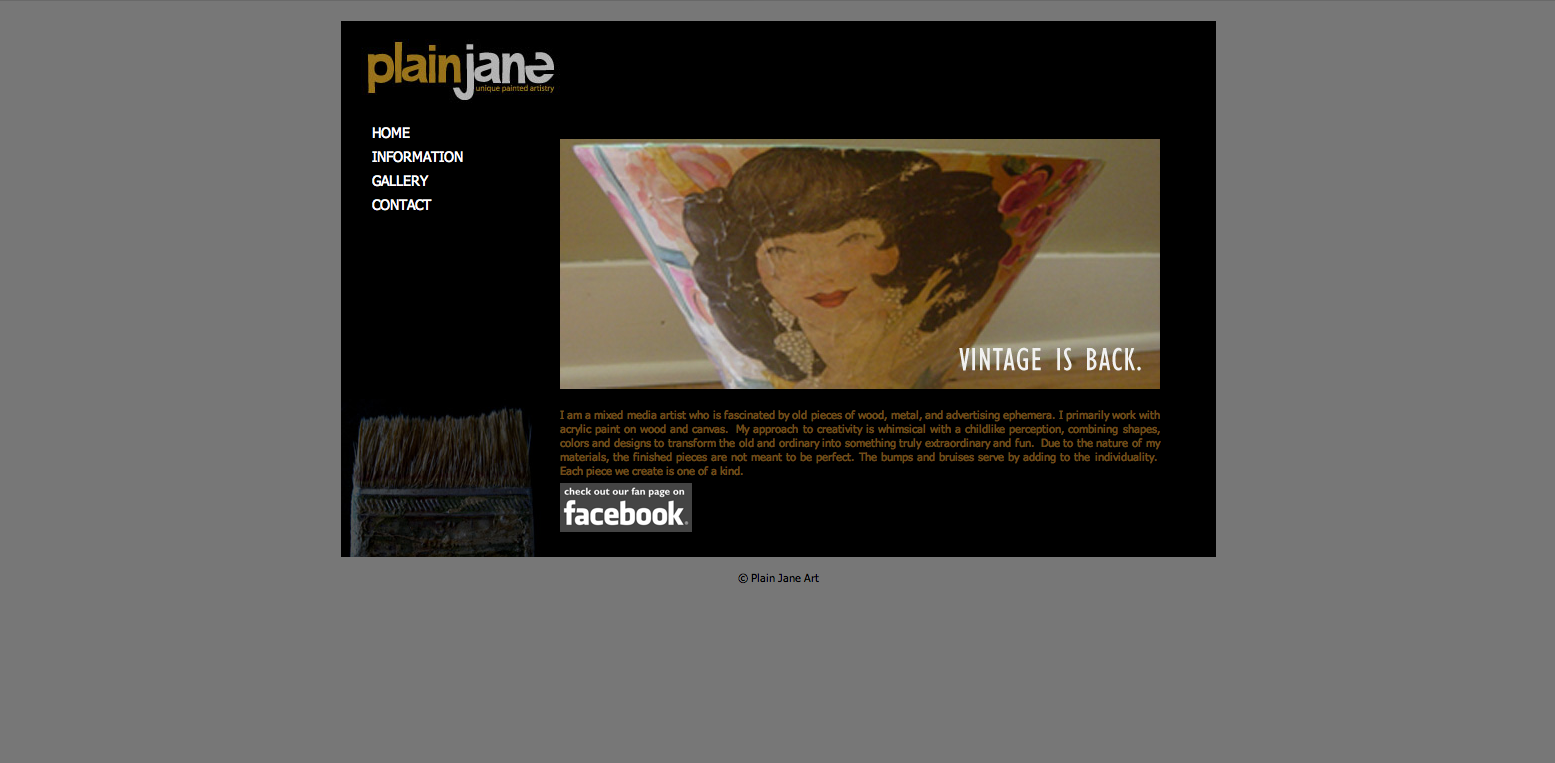 plainjane
unique painted artistry
HOME
INFORMATION
GALLERY
CONTACT
VINTAGE IS BACK.
I am a mixed media artist who is fascinated by old pieces of wood, metal, and advertising ephemera. I primarily work with
acrylic paint on wood and canvas. My approach to creativity is whimsical with a childlike perception, combining shapes,
colors and designs to transform the old and ordinary into something truly extraordinary and fun. Due to the nature of my
materials, the finished pieces are not meant to be perfect. The bumps and bruises serve by adding to the individuality.
Each piece we create is one of a kind.
check out our fan page on
facebook
© Plain Jane Art